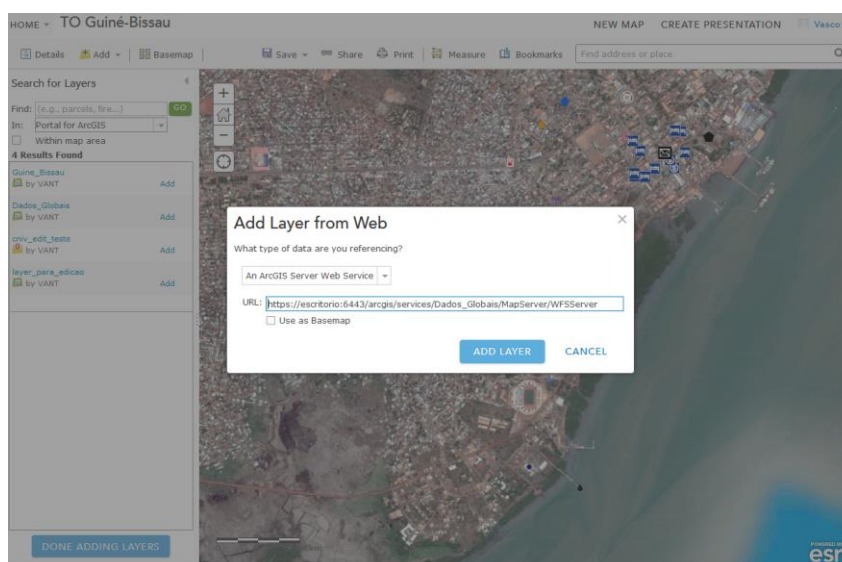 HOME TO Guiné-Bissau
NEW MAP CREATE PRESENTATION Vasco
Details Add Basemap Save Share Print Measure Bookmarks Find address or place
Search for Layers
Find: (e.g., parcels, fire...) GO
In: Portal for ArcGIS
Within map area
4 Results Found
Guine_Bissau
by VANT Add
Dados_Globais
by VANT Add
cniv_edit_teste
by VANT Add
layer_para_edicao
by VANT Add
DONE ADDING LAYERS
Add Layer from Web
What type of data are you referencing?
An ArcGIS Server Web Service
URL: https://escritorio:6443/arcgis/services/Dados_Globais/MapServer/WFSServer
Use as Basemap
ADD LAYER CANCEL
esri